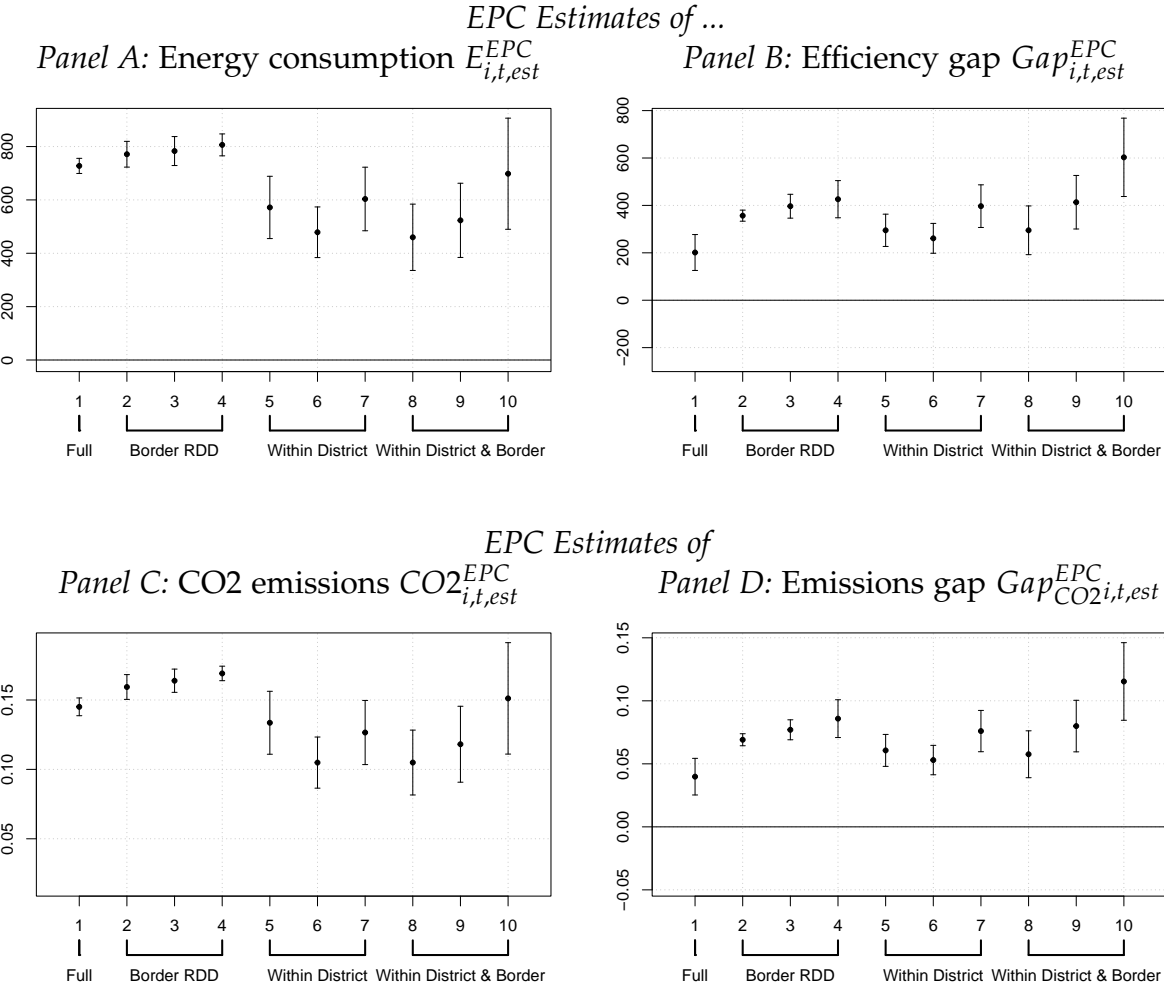 EPC Estimates of ...
Panel A: Energy consumption E^{EPC}_{i,t,est}
Panel B: Efficiency gap Gap^{EPC}_{i,t,est}
800
600
400
200
0
1 2 3 4 5 6 7 8 9 10
Full Border RDD Within District Within District & Border
800
600
400
200
0
−200
1 2 3 4 5 6 7 8 9 10
Full Border RDD Within District Within District & Border
EPC Estimates of
Panel C: CO2 emissions CO2^{EPC}_{i,t,est}
Panel D: Emissions gap Gap^{EPC}_{CO2 i,t,est}
0.15
0.10
0.05
1 2 3 4 5 6 7 8 9 10
Full Border RDD Within District Within District & Border
0.15
0.10
0.05
0.00
−0.05
1 2 3 4 5 6 7 8 9 10
Full Border RDD Within District Within District & Border